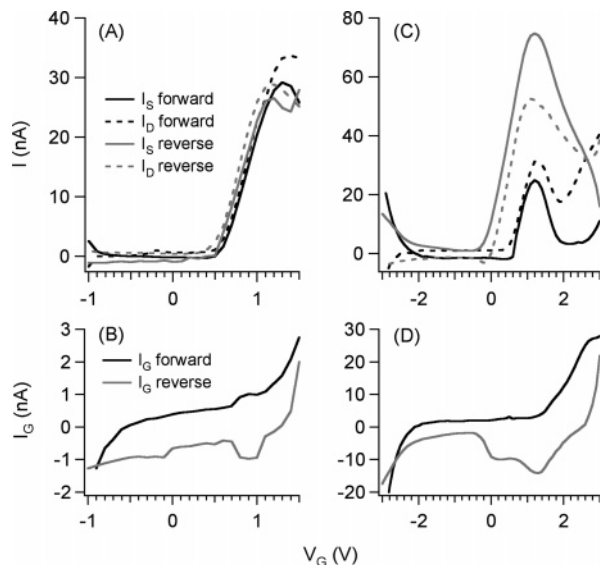 (A)
(C)
40
30
20
10
0
80
60
40
20
0
I (nA)
I (nA)
I_S forward
I_D forward
I_S reverse
I_D reverse
-1
0
1
-2
0
2
(B)
(D)
3
2
1
0
-1
-2
30
20
10
0
-10
-20
I_G (nA)
I_G forward
I_G reverse
-1
0
1
-2
0
2
V_G (V)